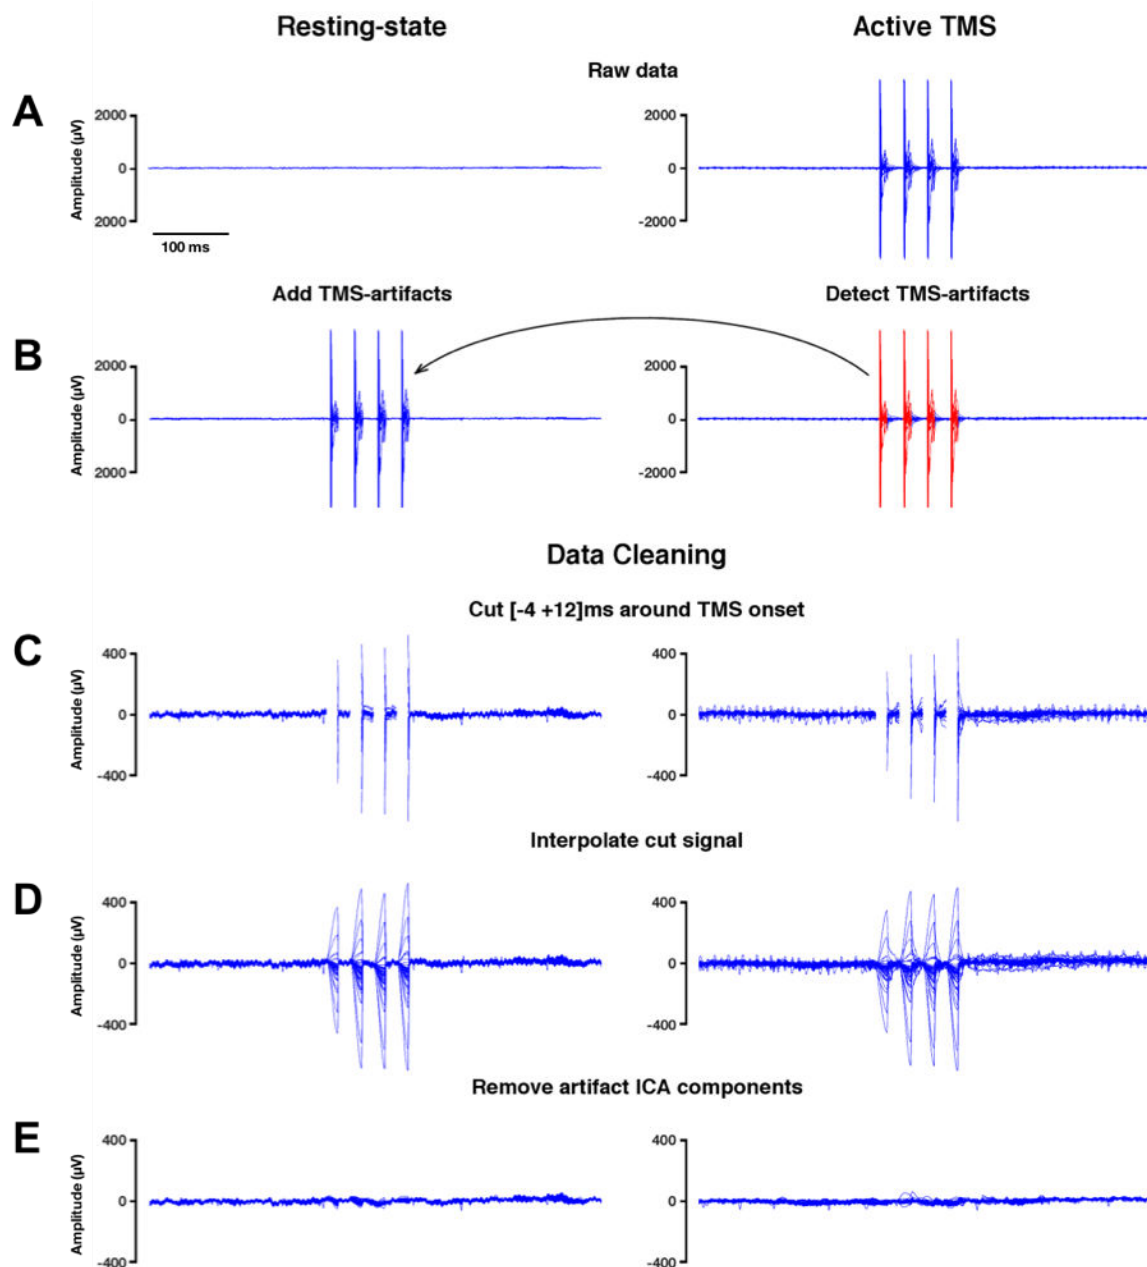 Resting-state Active TMS
Raw data
A
Amplitude (µV)
2000
0
2000
100 ms
2000
0
-2000
Add TMS-artifacts Detect TMS-artifacts
B
Amplitude (µV)
2000
0
2000
2000
0
-2000
Data Cleaning
Cut [-4 +12]ms around TMS onset
C
Amplitude (µV)
400
0
-400
400
0
-400
Interpolate cut signal
D
Amplitude (µV)
400
0
-400
400
0
-400
Remove artifact ICA components
E
Amplitude (µV)
400
0
-400
400
0
-400